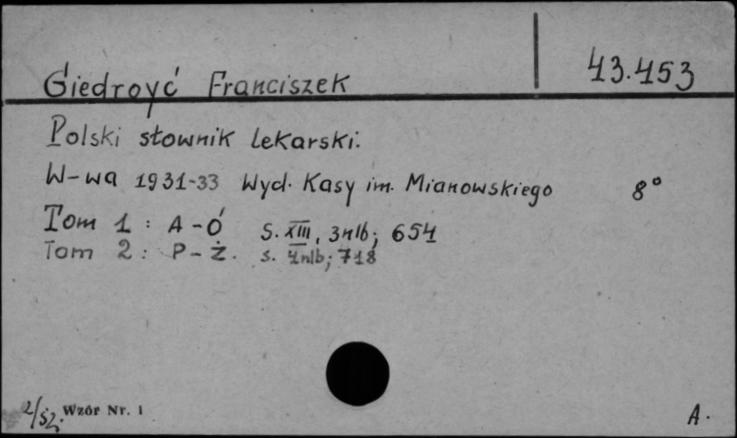 Giedroyć Franciszek
43.453
Polski słownik lekarski.
W-wa 1931-33 Wyd. Kasy im. Mianowskiego 8°
Tom 1 : A-Ó S. XIII, 3nlb; 654
Tom 2 : P-Ż. s. 4nlb; 718
Wzór Nr. 1
A.